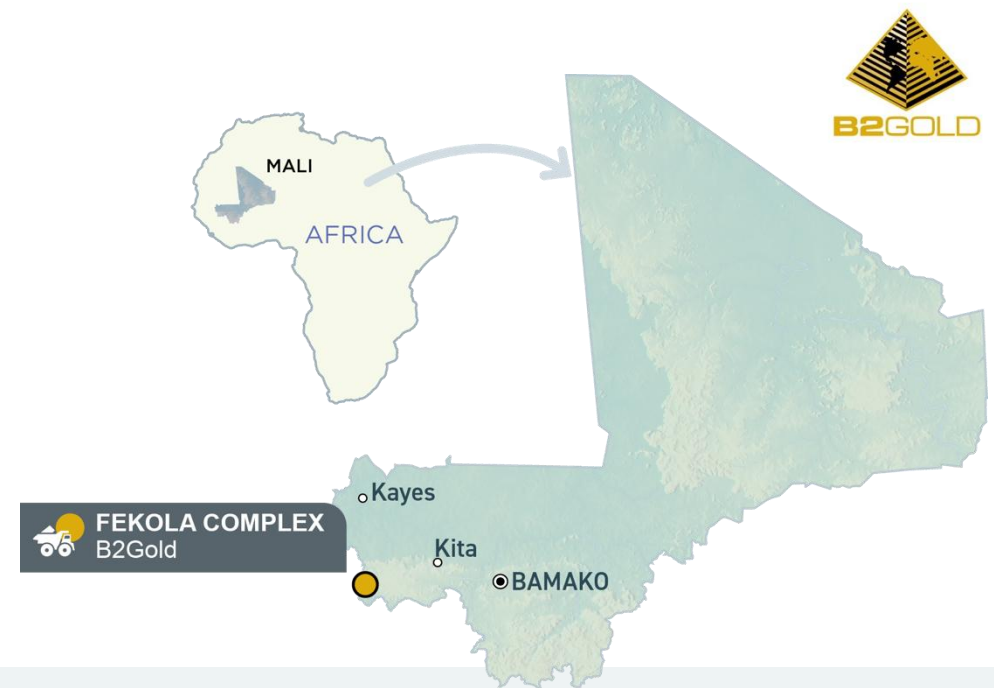 B2GOLD
MALI
AFRICA
Kayes
FEKOLA COMPLEX
B2Gold
Kita
BAMAKO